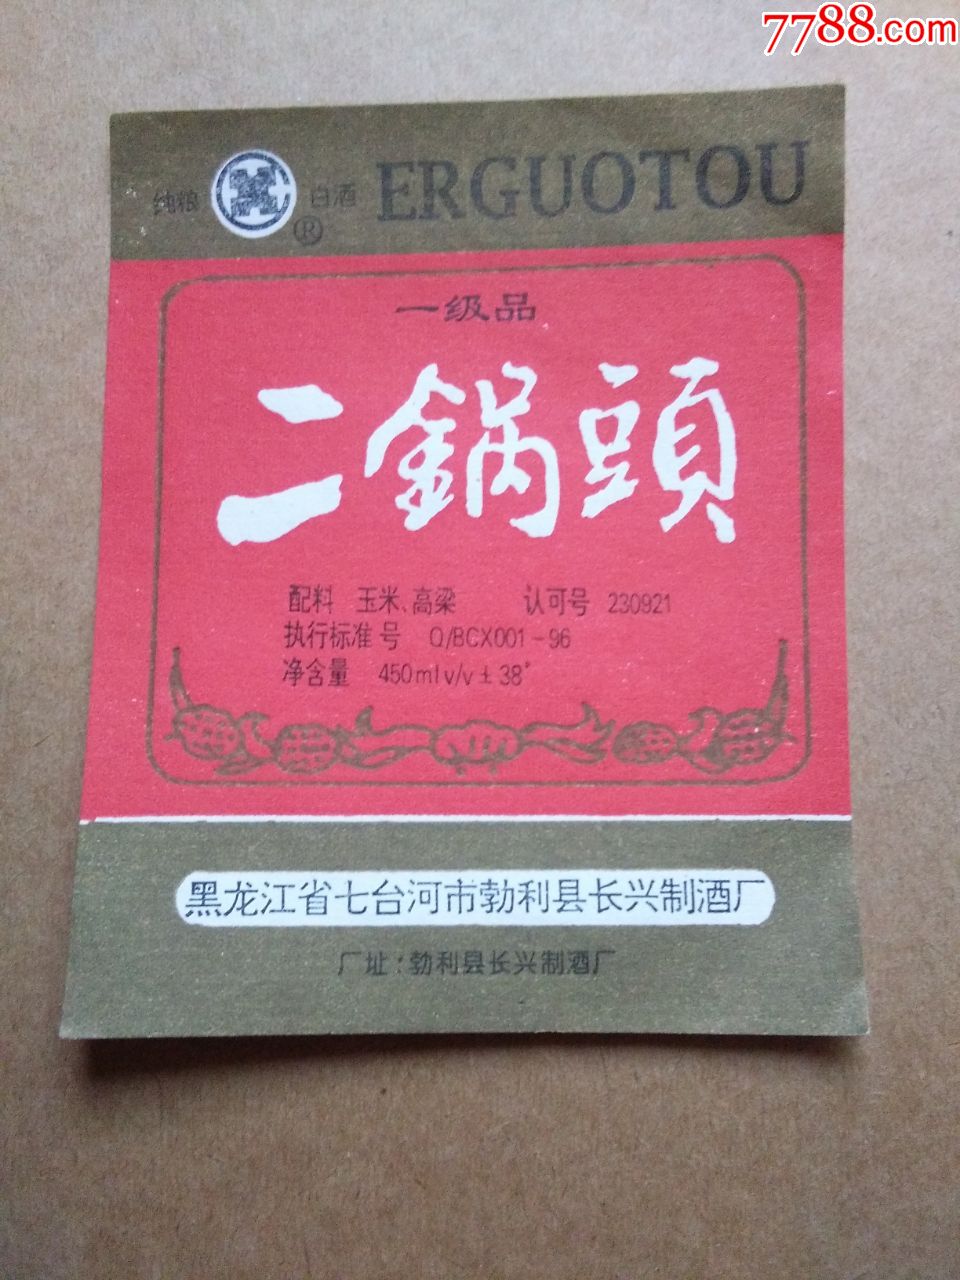 7788.com
纯粮 白酒 ERGUOTOU
®
一级品
二鍋頭
配料 玉米、高梁 认可号 230921
执行标准号 Q/BCX001-96
净含量 450mlv/v±38°
黑龙江省七台河市勃利县长兴制酒厂
厂址:勃利县长兴制酒厂